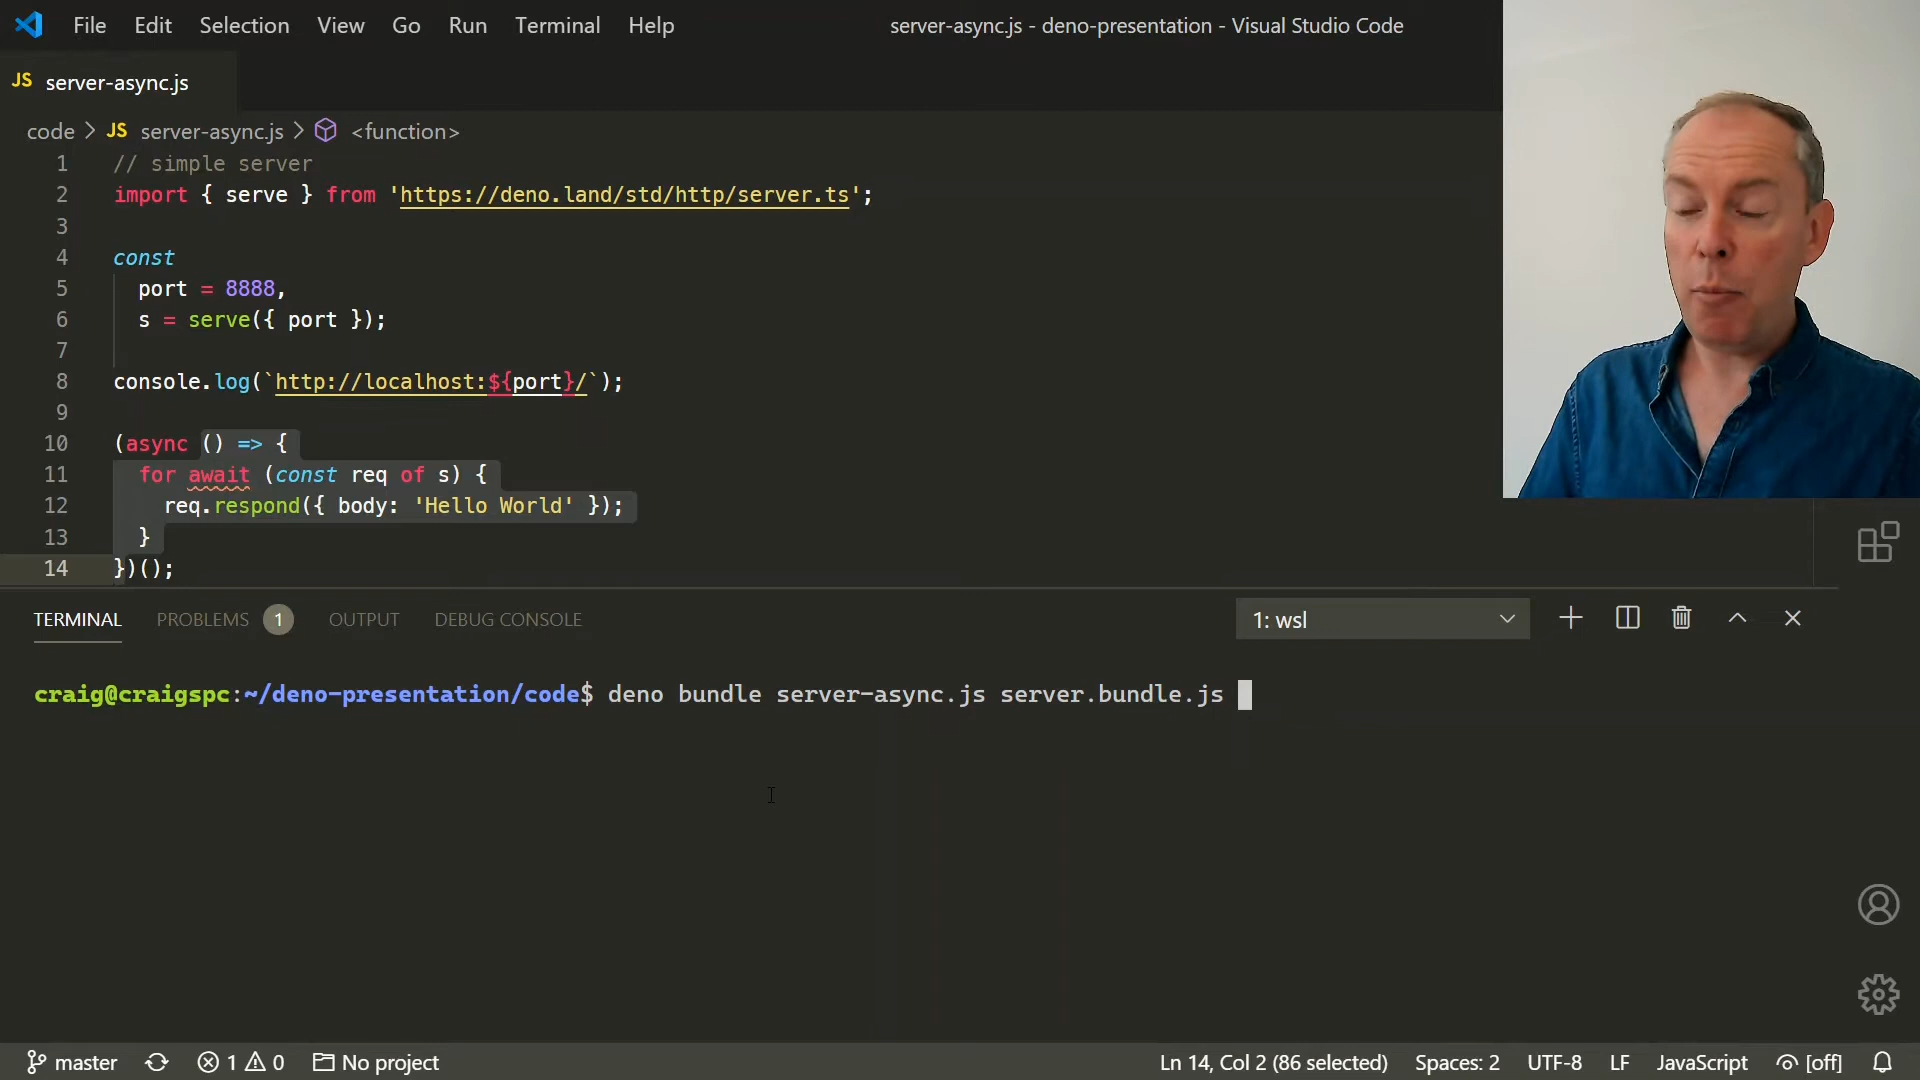 File Edit Selection View Go Run Terminal Help server-async.js - deno-presentation - Visual Studio Code
JS server-async.js
code > JS server-async.js > <function>
1 // simple server
2 import { serve } from 'https://deno.land/std/http/server.ts';
3
4 const
5 port = 8888,
6 s = serve({ port });
7
8 console.log(`http://localhost:${port}/`);
9
10 (async () => {
11 for await (const req of s) {
12 req.respond({ body: 'Hello World' });
13 }
14 })();
TERMINAL PROBLEMS 1 OUTPUT DEBUG CONSOLE 1: wsl
craig@craigspc:~/deno-presentation/code$ deno bundle server-async.js server.bundle.js
master 1 0 No project Ln 14, Col 2 (86 selected) Spaces: 2 UTF-8 LF JavaScript [off]